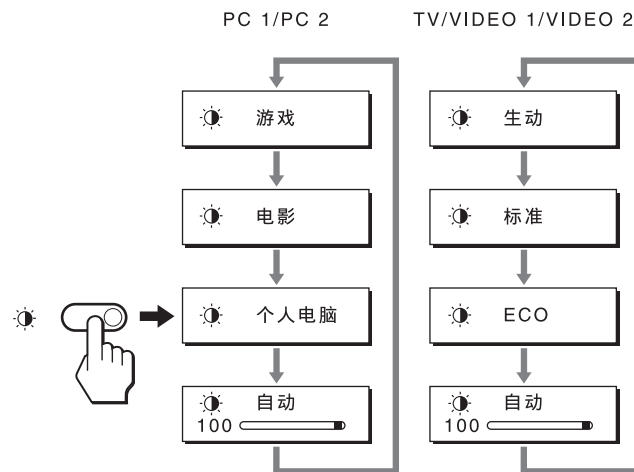 PC 1/PC 2
TV/VIDEO 1/VIDEO 2
游戏
生动
电影
标准
个人电脑
ECO
自动
100
自动
100